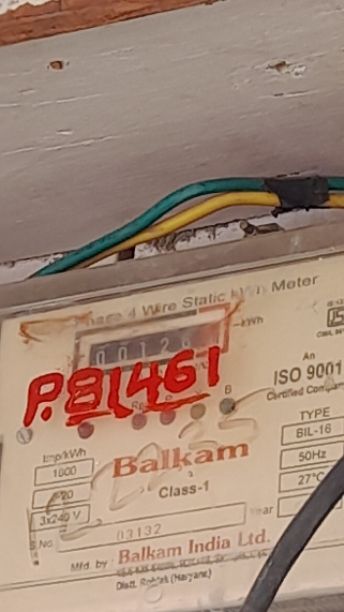 Phase 4 Wire Static kWh Meter
kWh
P.81461
An
ISO 9001
Certified Company
B
TYPE
BIL-16
50Hz
27°C
Imp/kWh
1000
Balkam
Class-1
3x240 V
S.No. 03132
Year
Mfd. by : Balkam India Ltd.
Distt. Rohtak (Haryana)